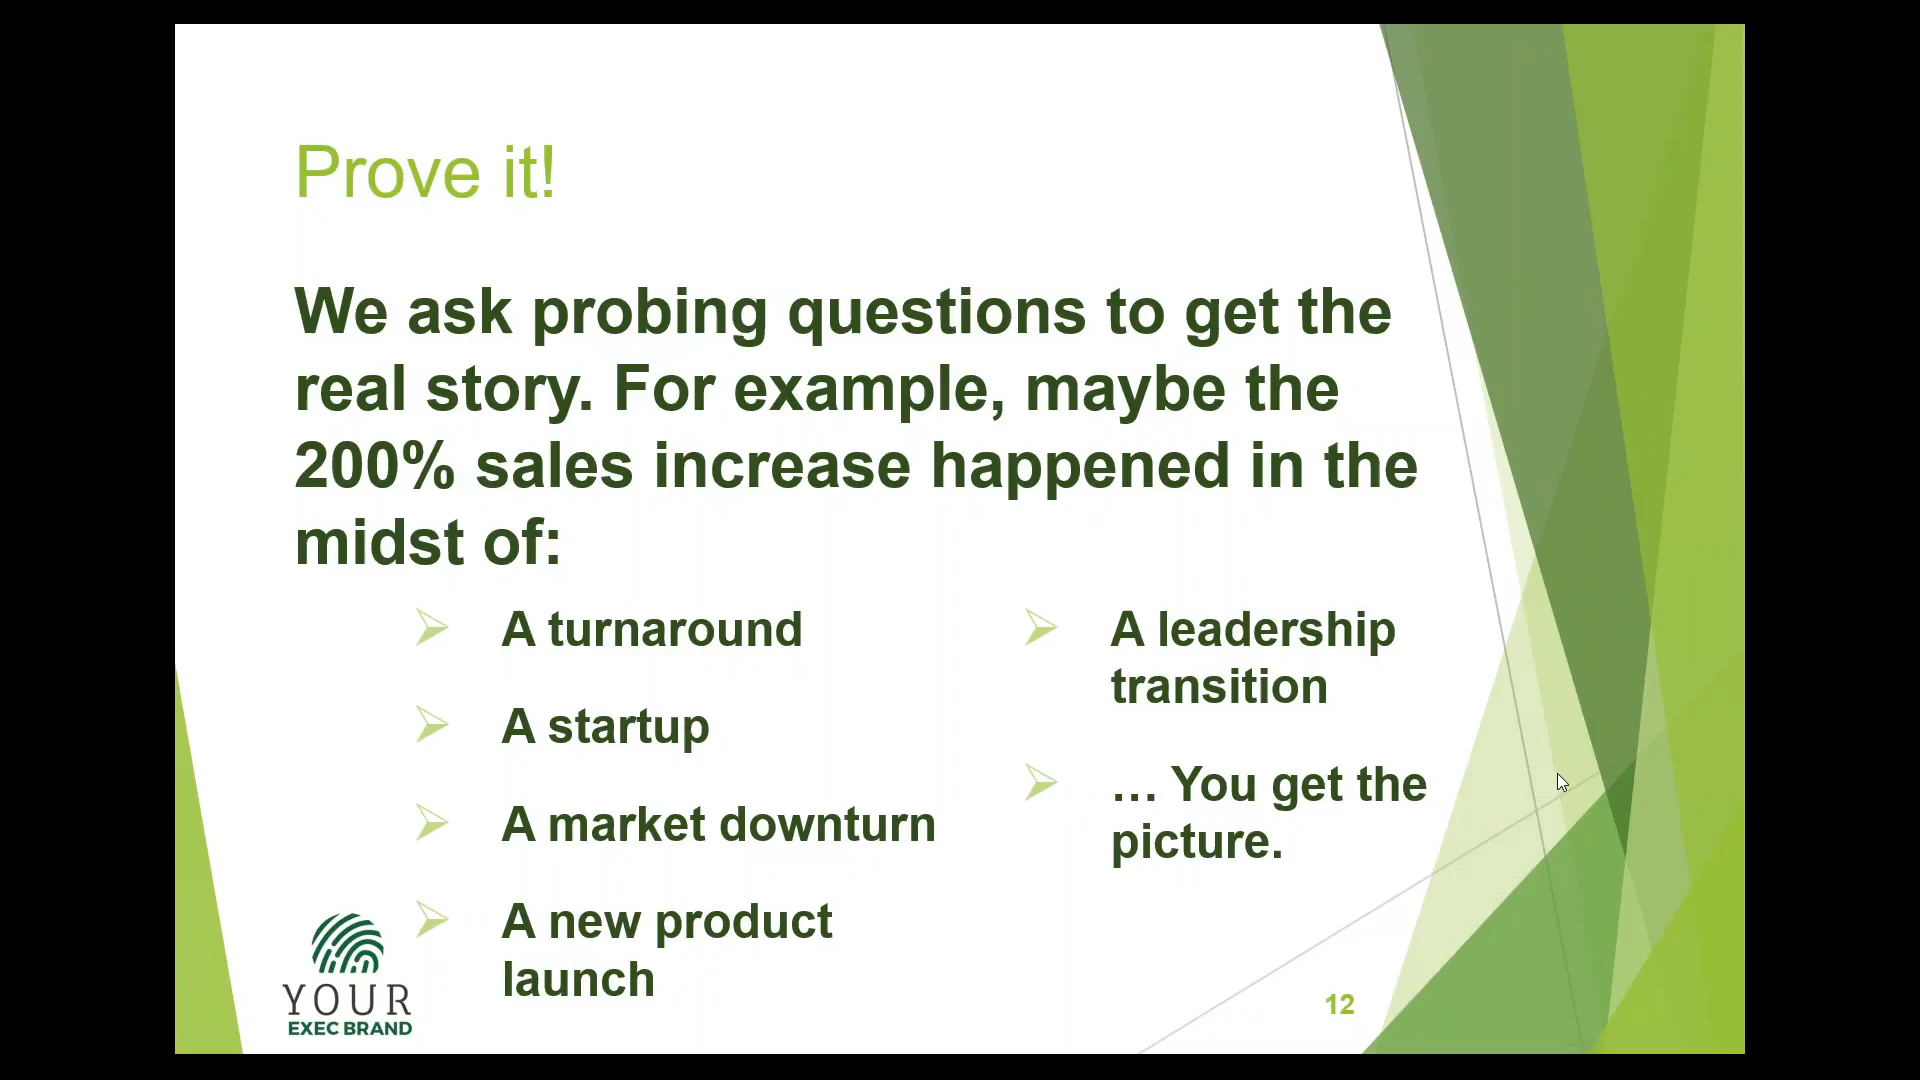 Prove it!
We ask probing questions to get the
real story. For example, maybe the
200% sales increase happened in the
midst of:
A turnaround
A startup
A market downturn
A new product
launch
A leadership
transition
… You get the
picture.
YOUR
EXEC BRAND
12